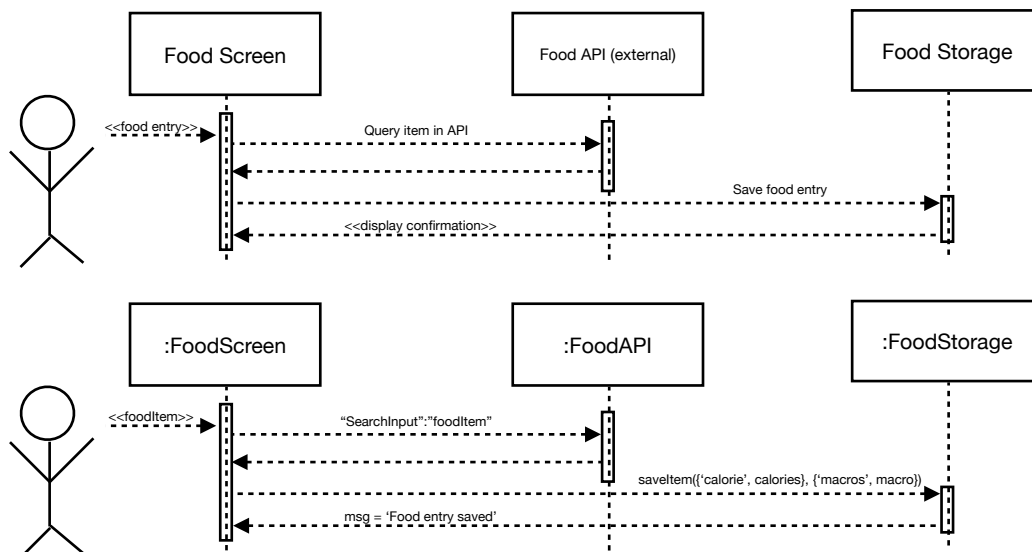 Food Screen
Food API (external)
Food Storage
<<food entry>>
Query item in API
Save food entry
<<display confirmation>>
:FoodScreen
:FoodAPI
:FoodStorage
<<foodItem>>
“SearchInput”:”foodItem”
saveItem({‘calorie’, calories}, {‘macros’, macro})
msg = ‘Food entry saved’